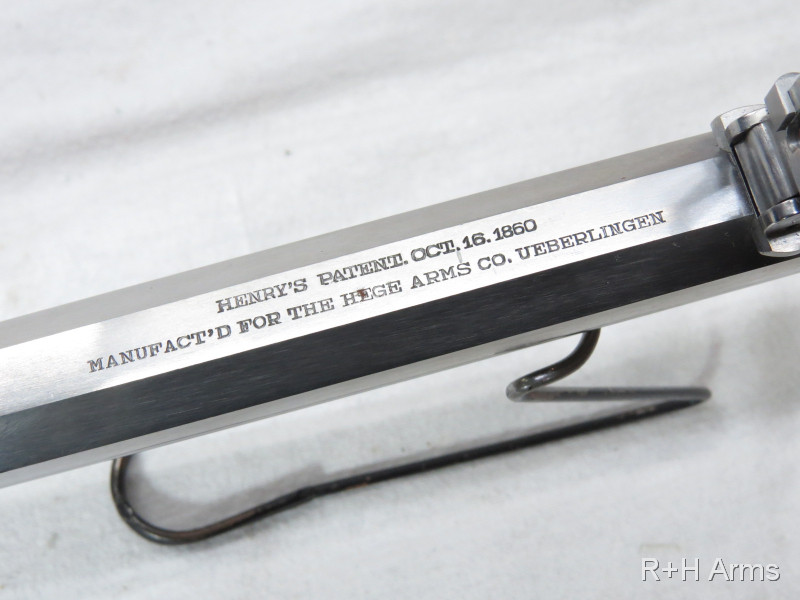 HENRY'S PATENT. OCT. 16. 1860
MANUFACT'D FOR THE HEGE ARMS CO. UEBERLINGEN
R+H Arms